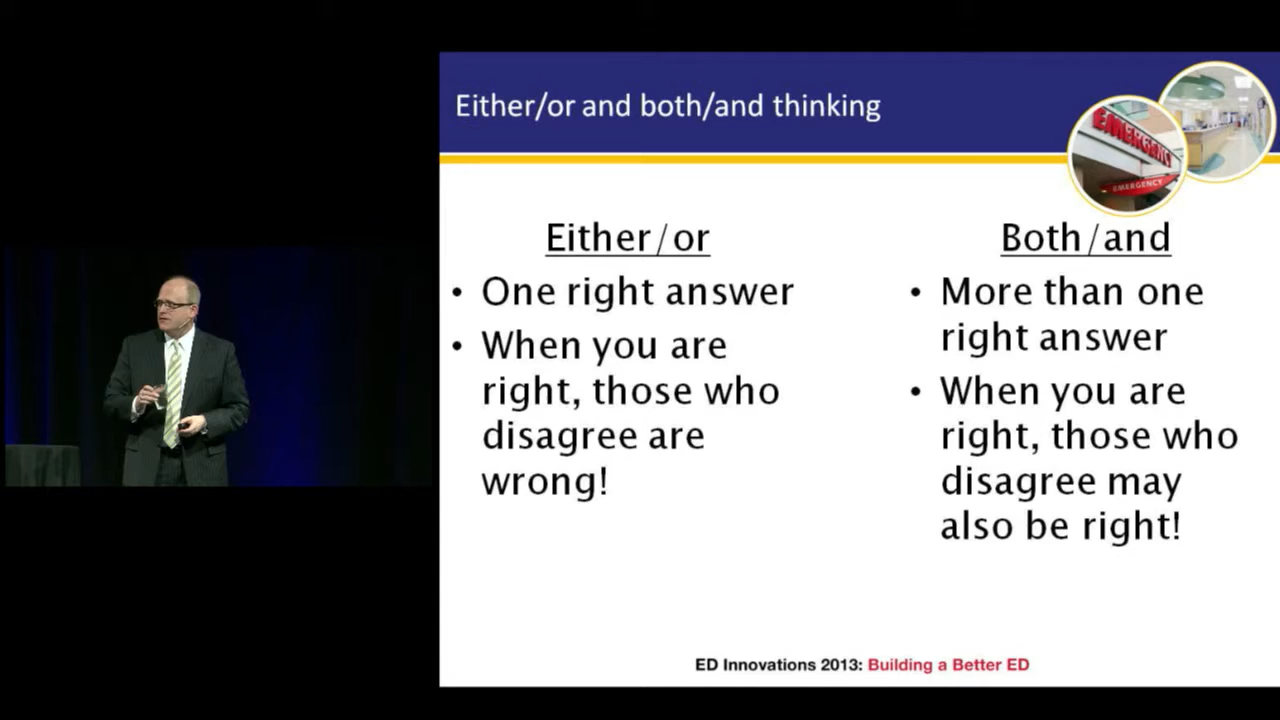 Either/or and both/and thinking
EMERGENCY
EMERGENCY
Either/or
• One right answer
• When you are
right, those who
disagree are
wrong!
Both/and
• More than one
right answer
• When you are
right, those who
disagree may
also be right!
ED Innovations 2013: Building a Better ED